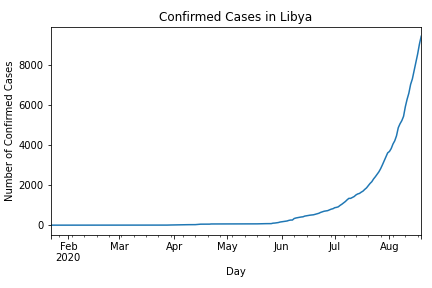 Confirmed Cases in Libya
Number of Confirmed Cases
8000
6000
4000
2000
0
Feb Mar Apr May Jun Jul Aug
2020
Day